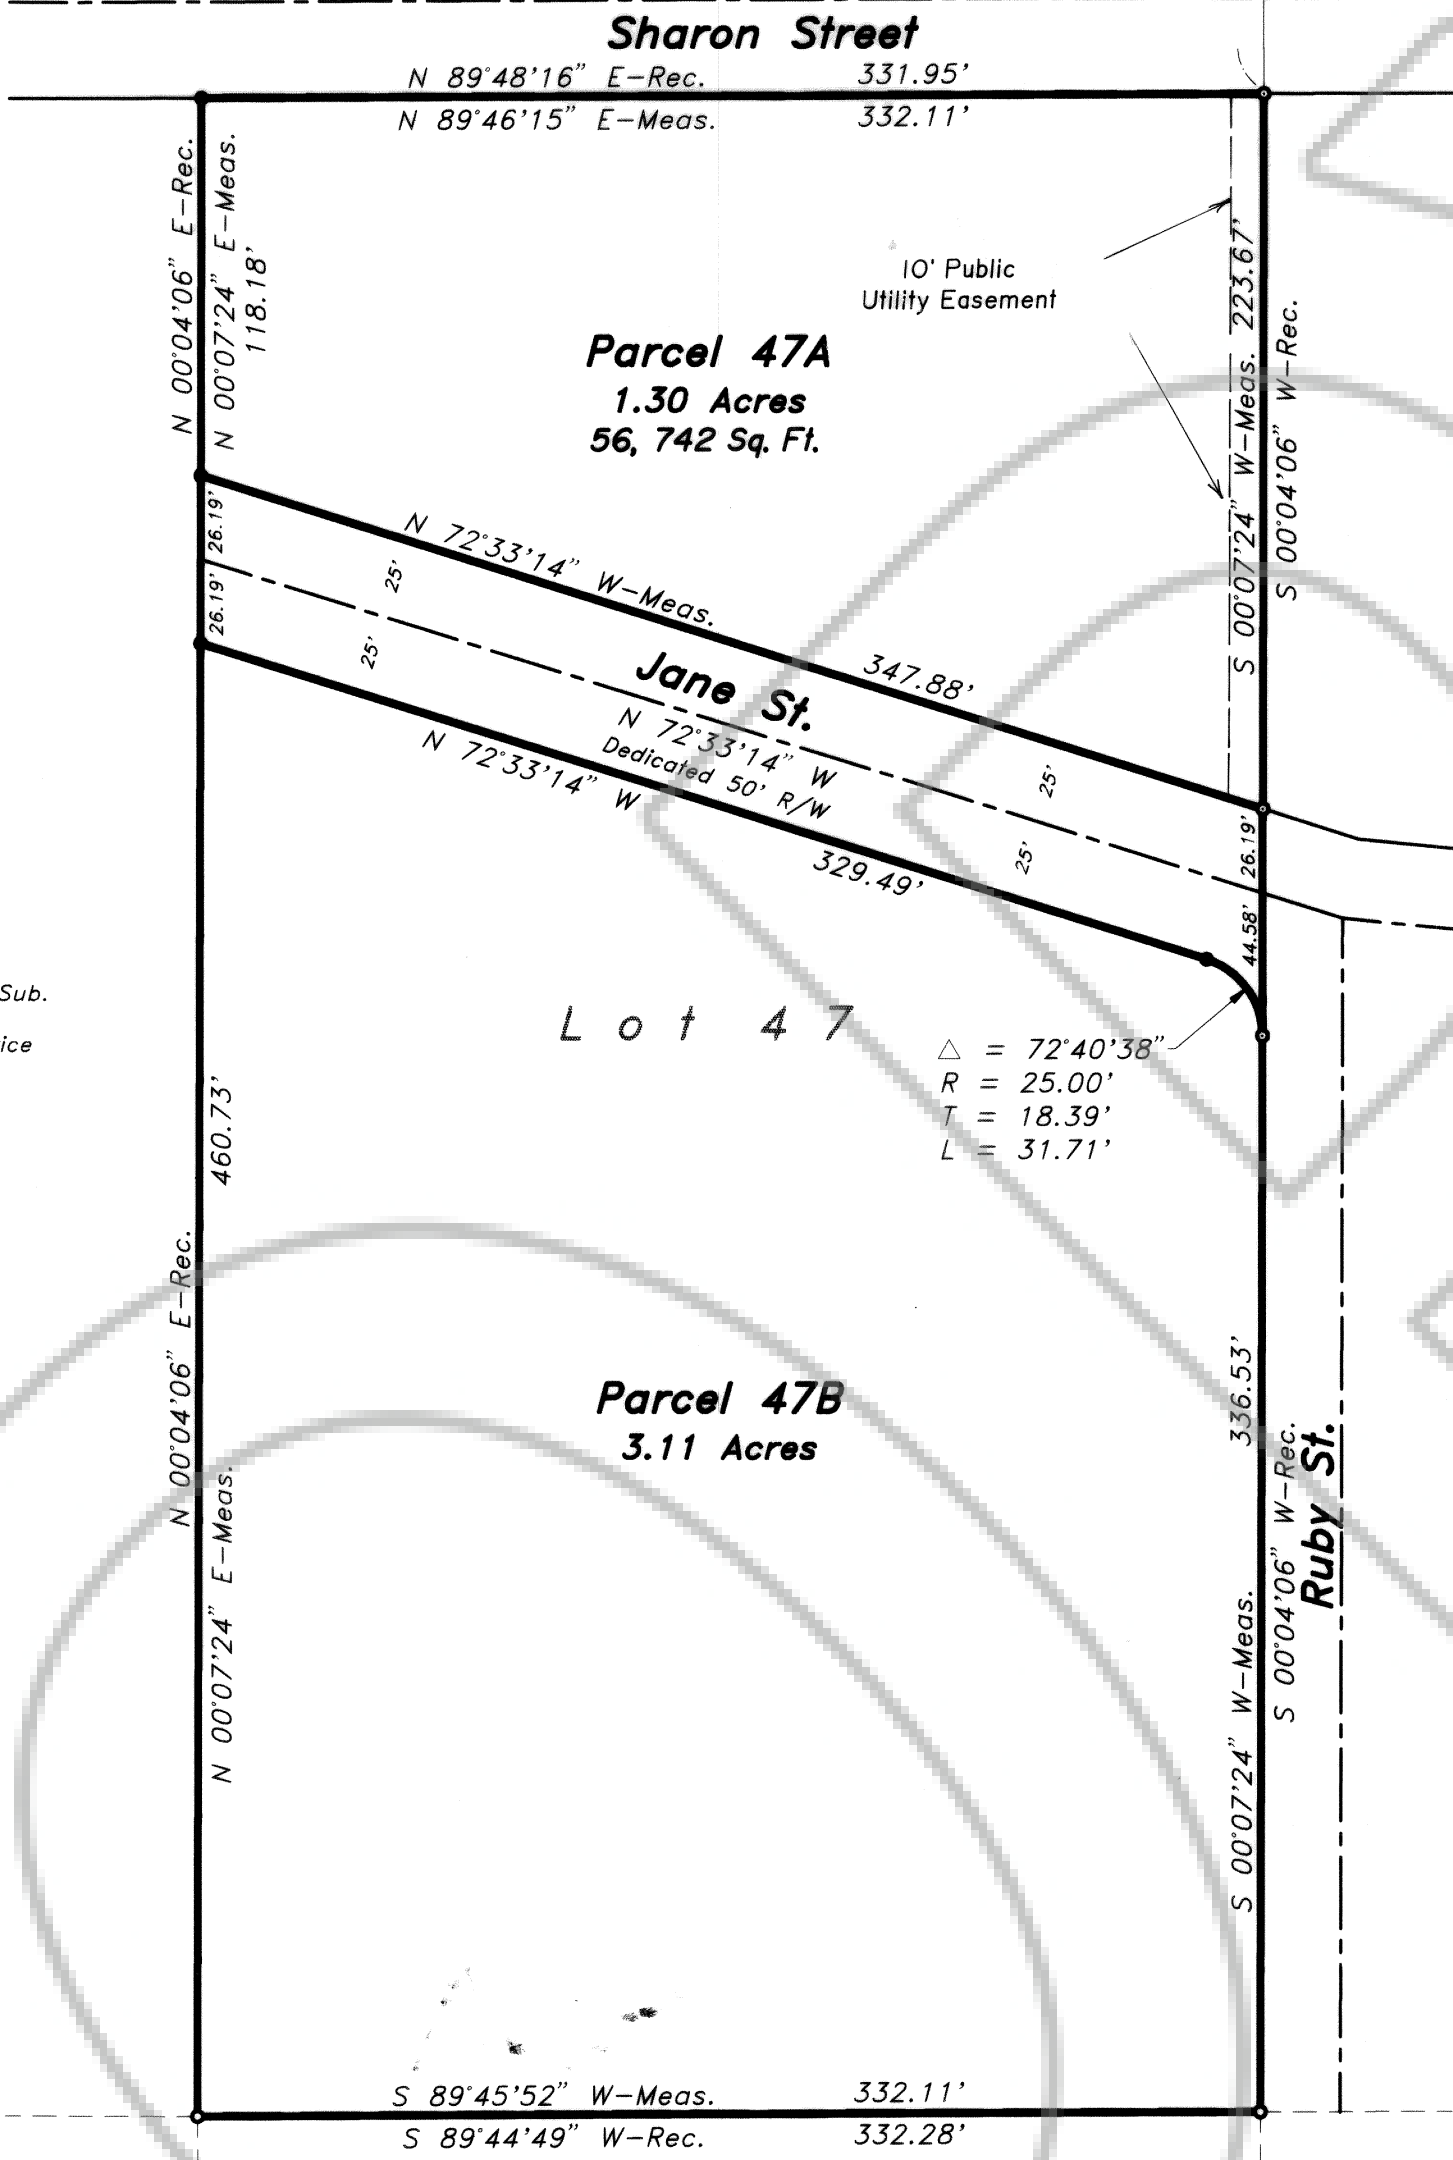 Sharon Street
N 89°48'16" E-Rec. 331.95'
N 89°46'15" E-Meas. 332.11'
N 00°04'06" E-Rec.
N 00°07'24" E-Meas.
118.18'
10' Public
Utility Easement
S 00°07'24" W-Meas. 223.67'
S 00°04'06" W-Rec.
Parcel 47A
1.30 Acres
56, 742 Sq. Ft.
26.19'
26.19'
N 72°33'14" W-Meas. 347.88'
25'
25'
Jane St.
N 72°33'14" W
Dedicated 50' R/W
25'
25'
N 72°33'14" W 329.49'
26.19'
44.58'
Sub.
ice
Lot 47
△ = 72°40'38"
R = 25.00'
T = 18.39'
L = 31.71'
460.73'
N 00°04'06" E-Rec.
N 00°07'24" E-Meas.
Parcel 47B
3.11 Acres
336.53'
S 00°07'24" W-Meas.
S 00°04'06" W-Rec.
Ruby St.
S 89°45'52" W-Meas. 332.11'
S 89°44'49" W-Rec. 332.28'